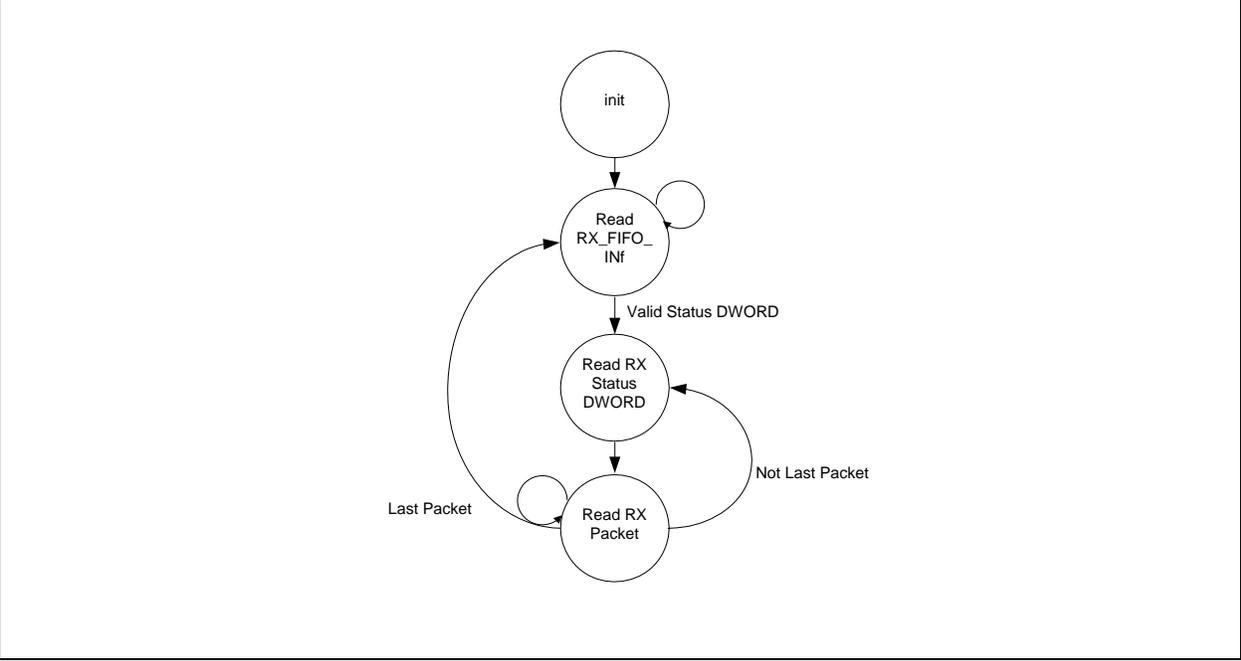 init
Read
RX_FIFO_
INf
Valid Status DWORD
Read RX
Status
DWORD
Not Last Packet
Last Packet
Read RX
Packet